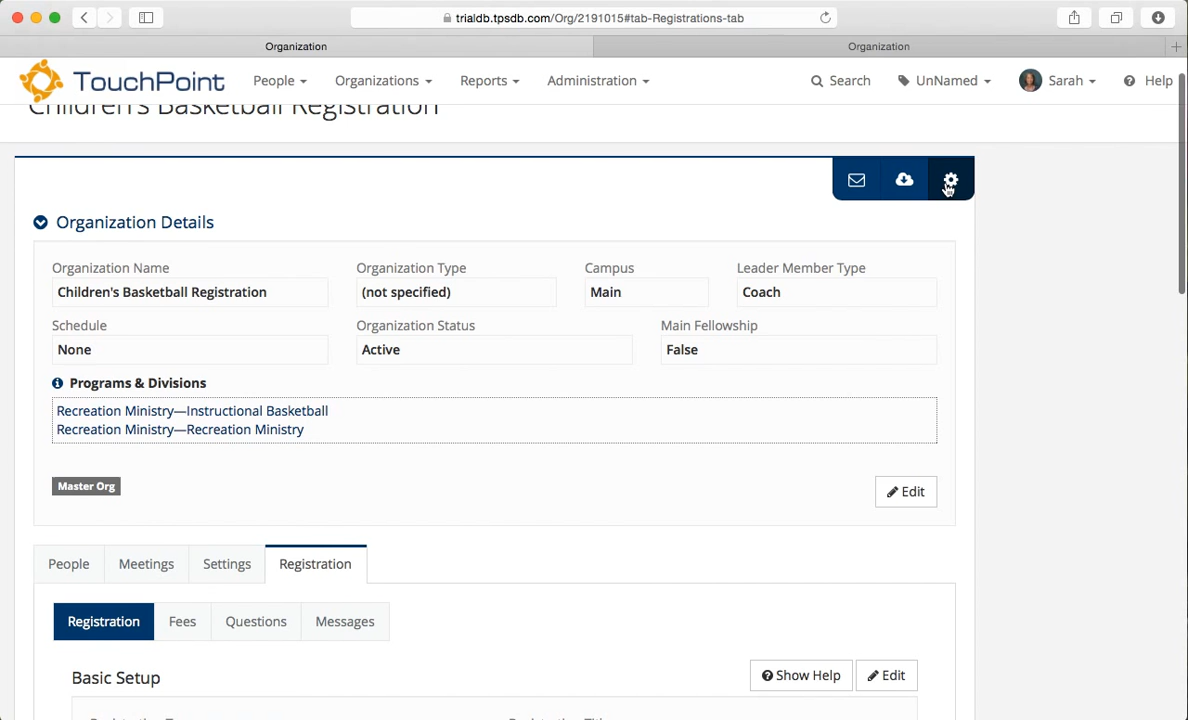 trialdb.tpsdb.com/Org/2191015#tab-Registrations-tab
Organization
Organization
TouchPoint
People
Organizations
Reports
Administration
Search
UnNamed
Sarah
Help
Children's Basketball Registration
Organization Details
Organization Name
Organization Type
Campus
Leader Member Type
Children's Basketball Registration
(not specified)
Main
Coach
Schedule
Organization Status
Main Fellowship
None
Active
False
Programs & Divisions
Recreation Ministry—Instructional Basketball
Recreation Ministry—Recreation Ministry
Master Org
Edit
People
Meetings
Settings
Registration
Registration
Fees
Questions
Messages
Basic Setup
Show Help
Edit